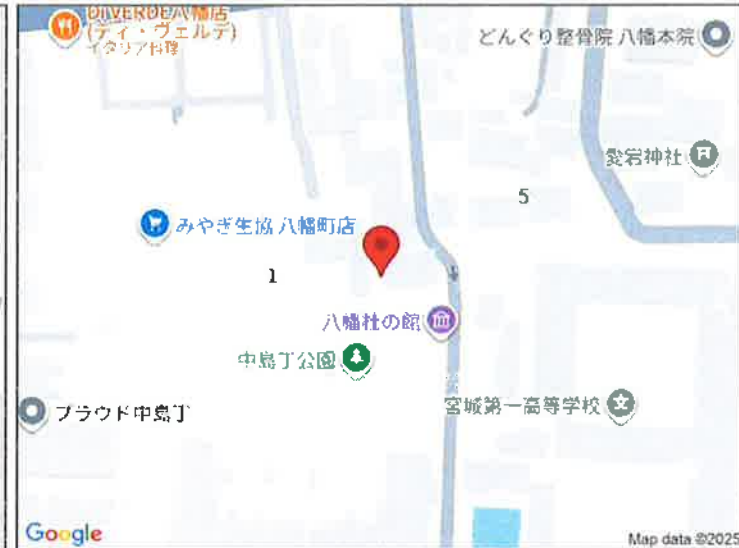 DIVERDE八幡店
(ディ・ヴェルデ)
イタリア料理
どんぐり整骨院 八幡本院
愛宕神社
5
みやぎ生協 八幡町店
1
4
八幡杜の館
中島丁公園
宮城第一高等学校
プラウド中島丁
Google
Map data ©2025